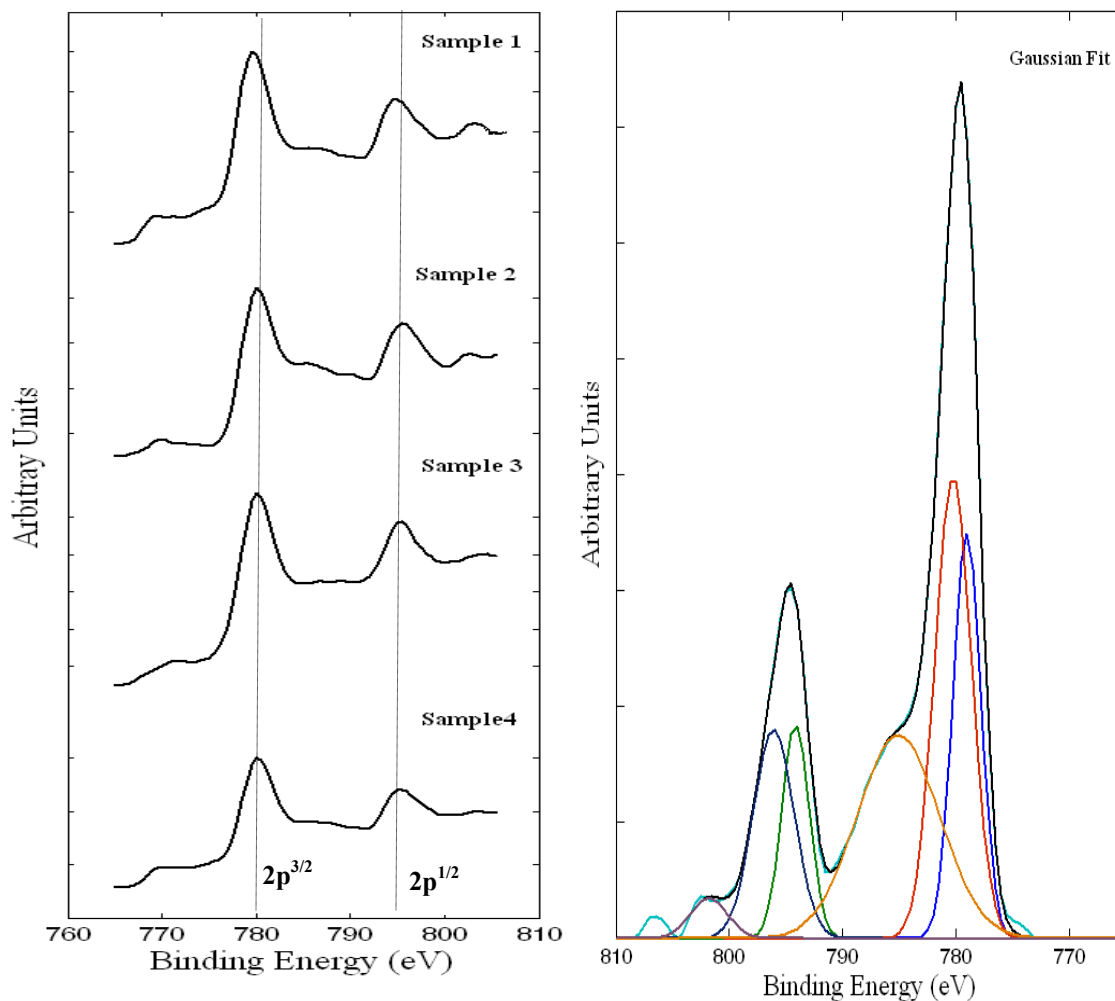 Sample 1
Sample 2
Sample 3
Sample4
2p3/2
2p1/2
Arbitray Units
760 770 780 790 800 810
Binding Energy (eV)
Gaussian Fit
Arbitrary Units
810 800 790 780 770
Binding Energy (eV)